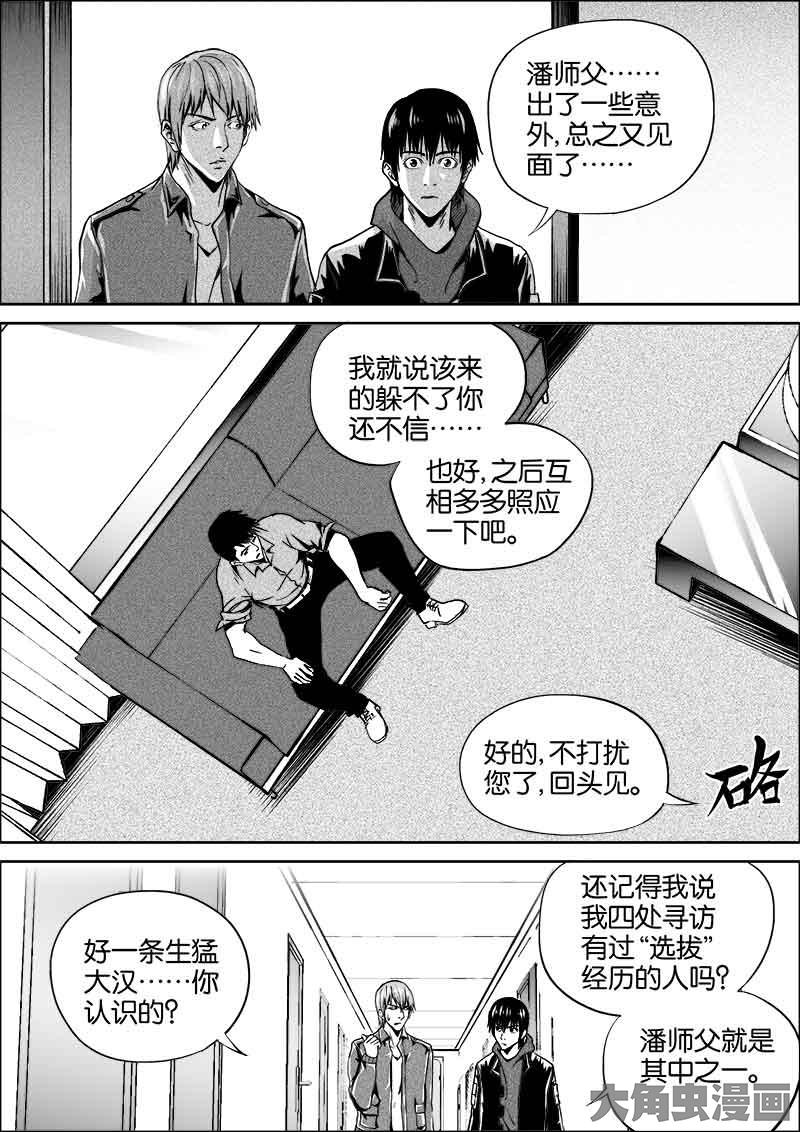 潘师父……
出了一些意
外,总之又见
面了……
我就说该来
的躲不了你
还不信……
也好,之后互
相多多照应
一下吧。
好的,不打扰
您了,回头见。
硌
好一条生猛
大汉……你
认识的?
还记得我说
我四处寻访
有过“选拔”
经历的人吗?
潘师父就是
其中之一。
大角虫漫画